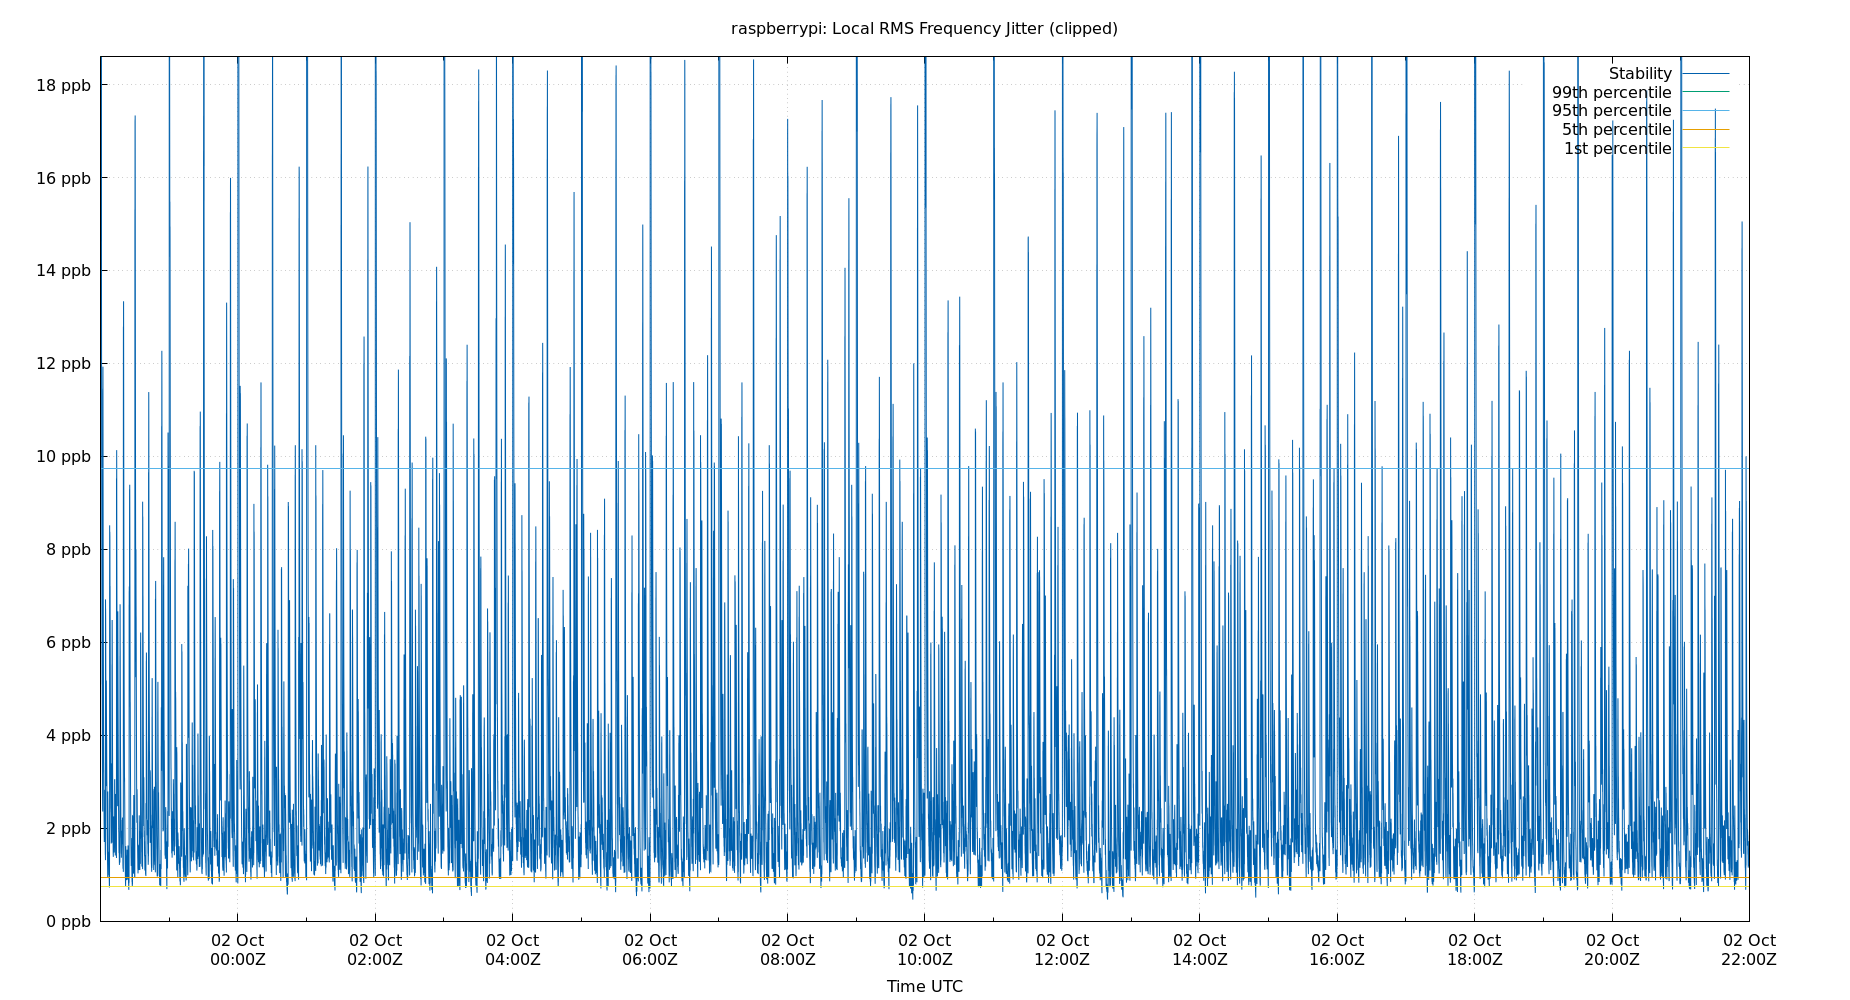 raspberrypi: Local RMS Frequency Jitter (clipped)
Stability
99th percentile
95th percentile
5th percentile
1st percentile
18 ppb
16 ppb
14 ppb
12 ppb
10 ppb
8 ppb
6 ppb
4 ppb
2 ppb
0 ppb
02 Oct 02 Oct 02 Oct 02 Oct 02 Oct 02 Oct 02 Oct 02 Oct 02 Oct 02 Oct 02 Oct 02 Oct
00:00Z 02:00Z 04:00Z 06:00Z 08:00Z 10:00Z 12:00Z 14:00Z 16:00Z 18:00Z 20:00Z 22:00Z
Time UTC